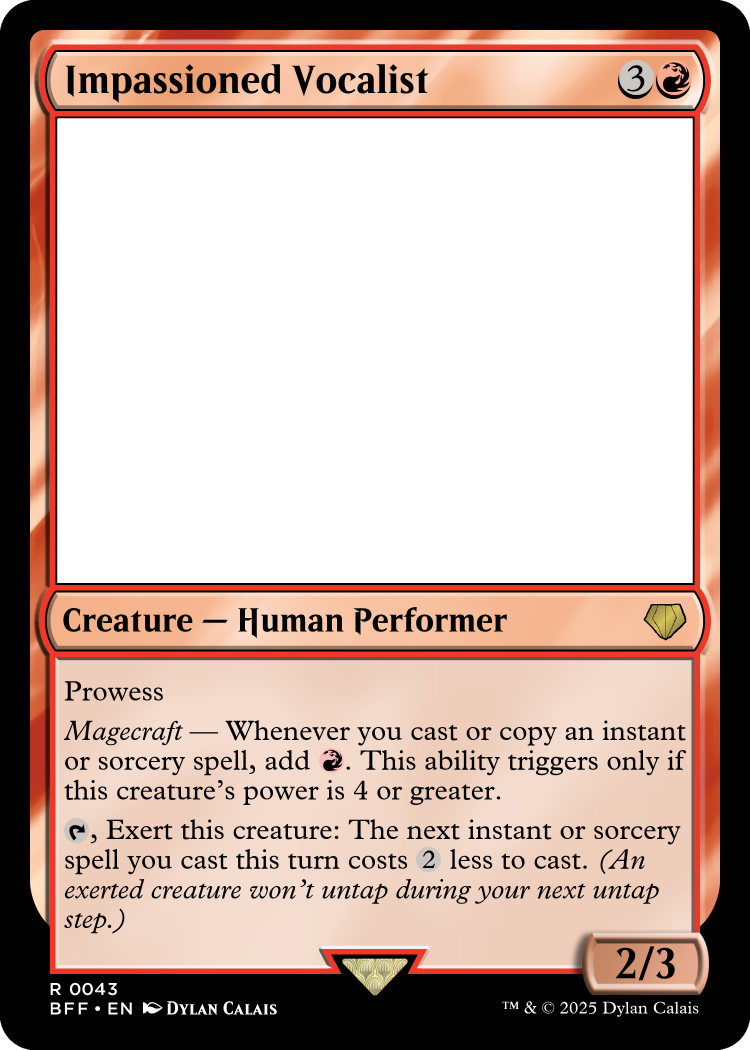 Impassioned Vocalist 3
Creature — Human Performer
Prowess
Magecraft — Whenever you cast or copy an instant
or sorcery spell, add . This ability triggers only if
this creature’s power is 4 or greater.
, Exert this creature: The next instant or sorcery
spell you cast this turn costs 2 less to cast. (An
exerted creature won’t untap during your next untap
step.)
2/3
R 0043
BFF • EN DYLAN CALAIS
™ & © 2025 Dylan Calais